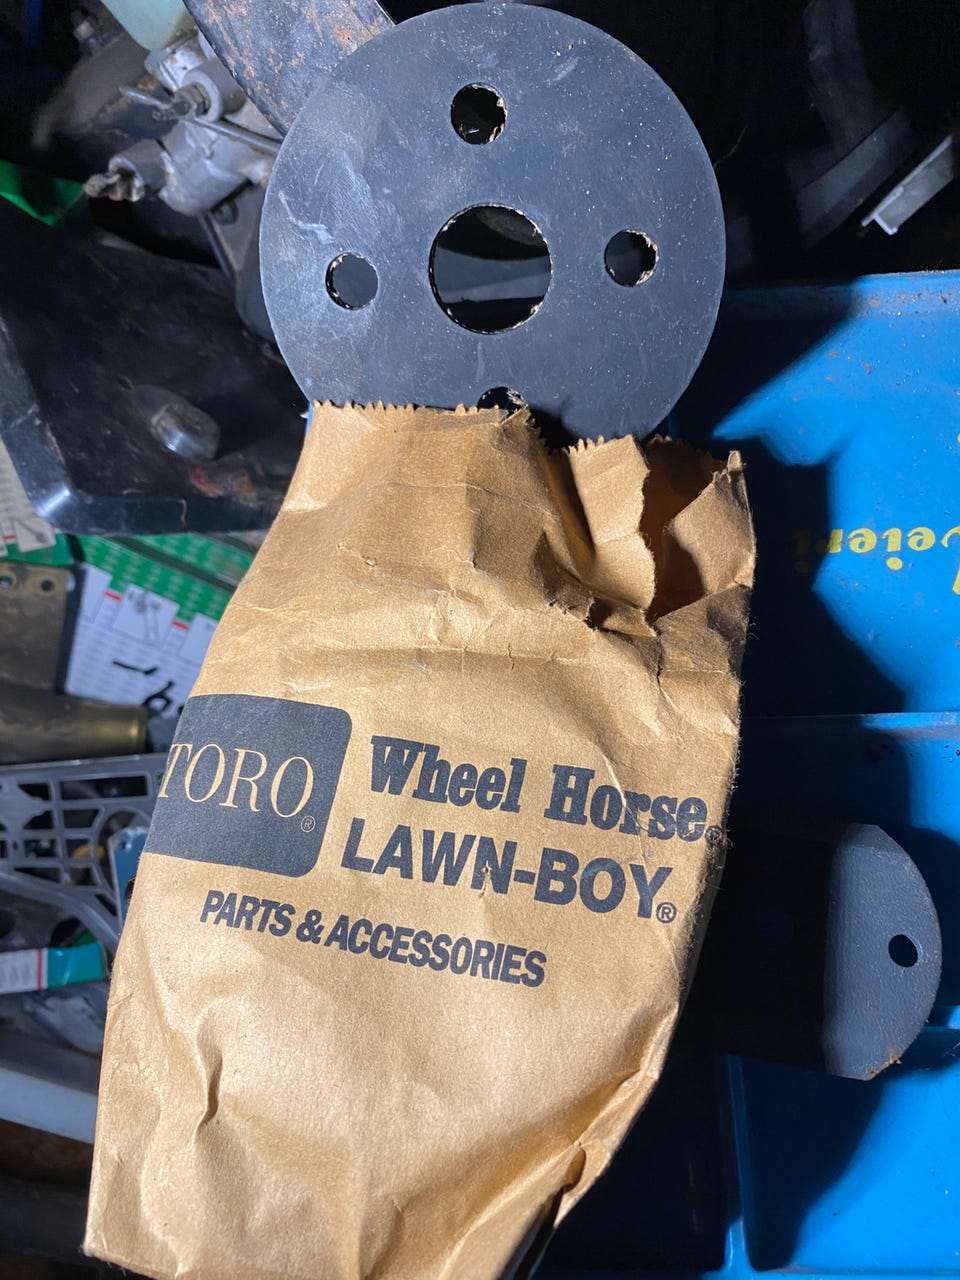 TORO®
Wheel Horse®
LAWN-BOY®
PARTS & ACCESSORIES